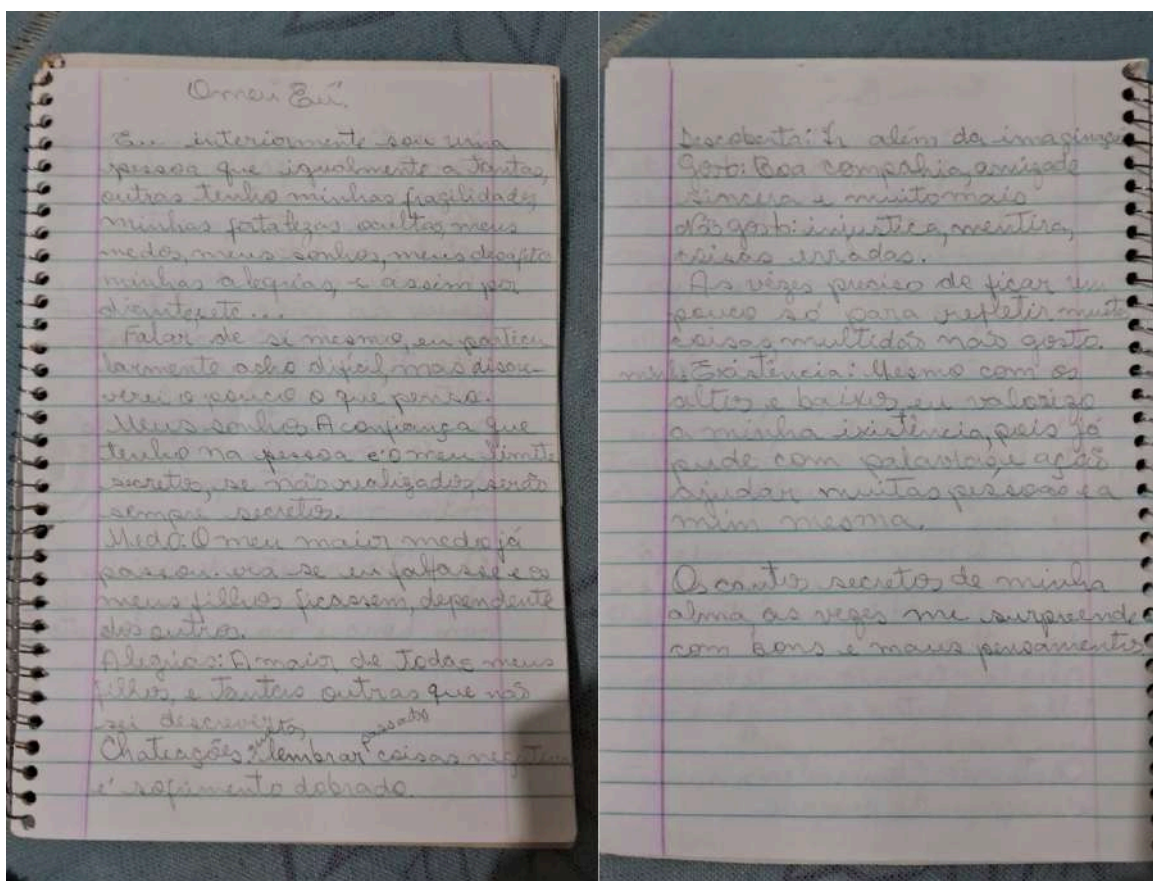 O meu Eu.
Eu interiormente sou uma
pessoa que igualmente a tantas,
outras tenho minhas fragilidades,
minhas fortalezas ocultas, meus
medos, meus sonhos, meus
minhas alegrias, e assim por
diante, etc...
Falar de si mesmo, eu particu
larmente acho difícil, mas
o pouco o que penso.
Meus sonhos A confiança que
tenho na pessoa é o meu limite
secretos, se não realizados, serão
sempre secretos.
Medo: O meu maior medo já
passou. era se eu faltasse e os
meus filhos ficassem, dependente
dos outros.
Alegrias: A maior de Todas meus
filhos, e tantas outras que não
sei descrever
Chateações: lembrar passado coisas negativas
é sofrimento dobrado.
Descoberta: Ir além da imaginação
Gosto: Boa companhia, amizade
sincera e muito mais
Não gosto: injustiça, mentira,
coisas erradas.
As vezes preciso de ficar um
pouco só para refletir muitas
coisas multidão não gosto.
minha Existência: Mesmo com os
altos e baixos, eu valorizo
a minha existência, pois já
pude com palavras, e ação
ajudar muitas pessoas e a
mim mesma.
Os cantos secretos de minha
alma as vezes me surpreende
com bons e maus pensamentos